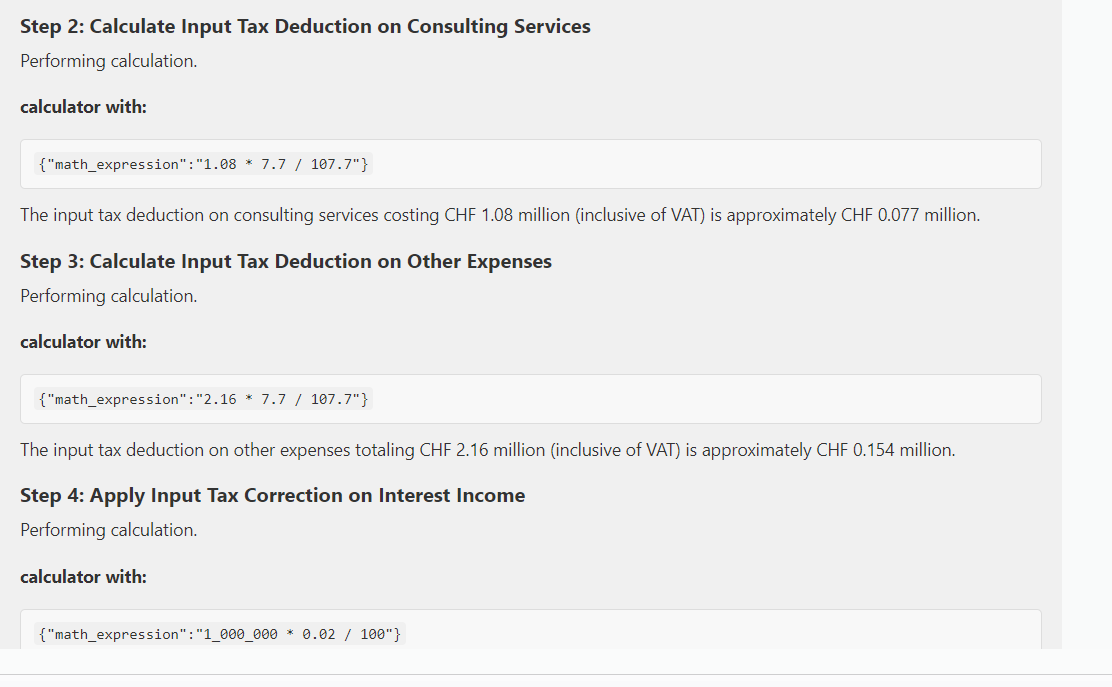 Step 2: Calculate Input Tax Deduction on Consulting Services
Performing calculation.
calculator with:
{"math_expression":"1.08 * 7.7 / 107.7"}
The input tax deduction on consulting services costing CHF 1.08 million (inclusive of VAT) is approximately CHF 0.077 million.
Step 3: Calculate Input Tax Deduction on Other Expenses
Performing calculation.
calculator with:
{"math_expression":"2.16 * 7.7 / 107.7"}
The input tax deduction on other expenses totaling CHF 2.16 million (inclusive of VAT) is approximately CHF 0.154 million.
Step 4: Apply Input Tax Correction on Interest Income
Performing calculation.
calculator with:
{"math_expression":"1_000_000 * 0.02 / 100"}